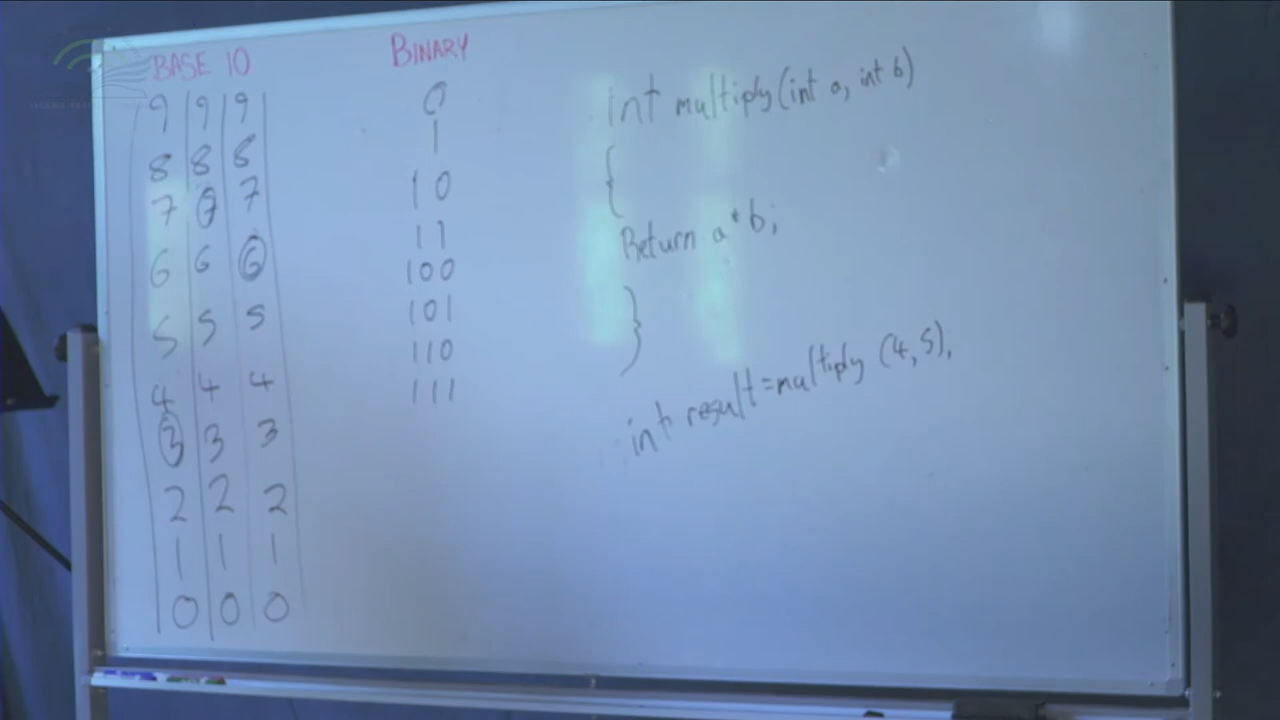 BASE 10
9 9 9
8 8 8
7 7 7
6 6 6
5 5 5
4 4 4
3 3 3
2 2 2
1 1 1
0 0 0
BINARY
0
1
10
11
100
101
110
111
int multiply(int a, int b)
{
Return a*b;
}
int result=multiply (4,5),